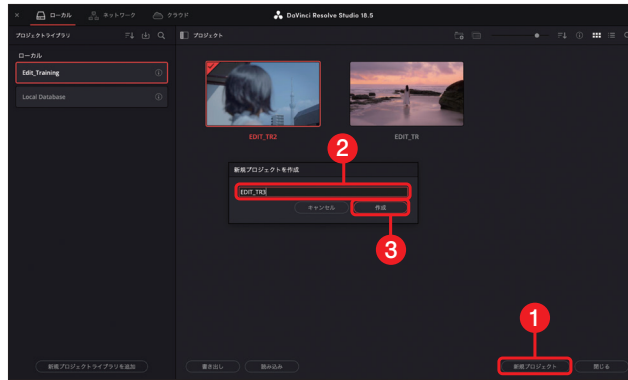 ローカル ネットワーク クラウド DaVinci Resolve Studio 18.5
プロジェクトライブラリ
プロジェクト
ローカル
Edit_Training
Local Database
EDIT_TR2
EDIT_TR
2
新規プロジェクトを作成
EDIT_TR3
キャンセル 作成
3
1
新規プロジェクトライブラリを追加 書き出し 読み込み 新規プロジェクト 閉じる